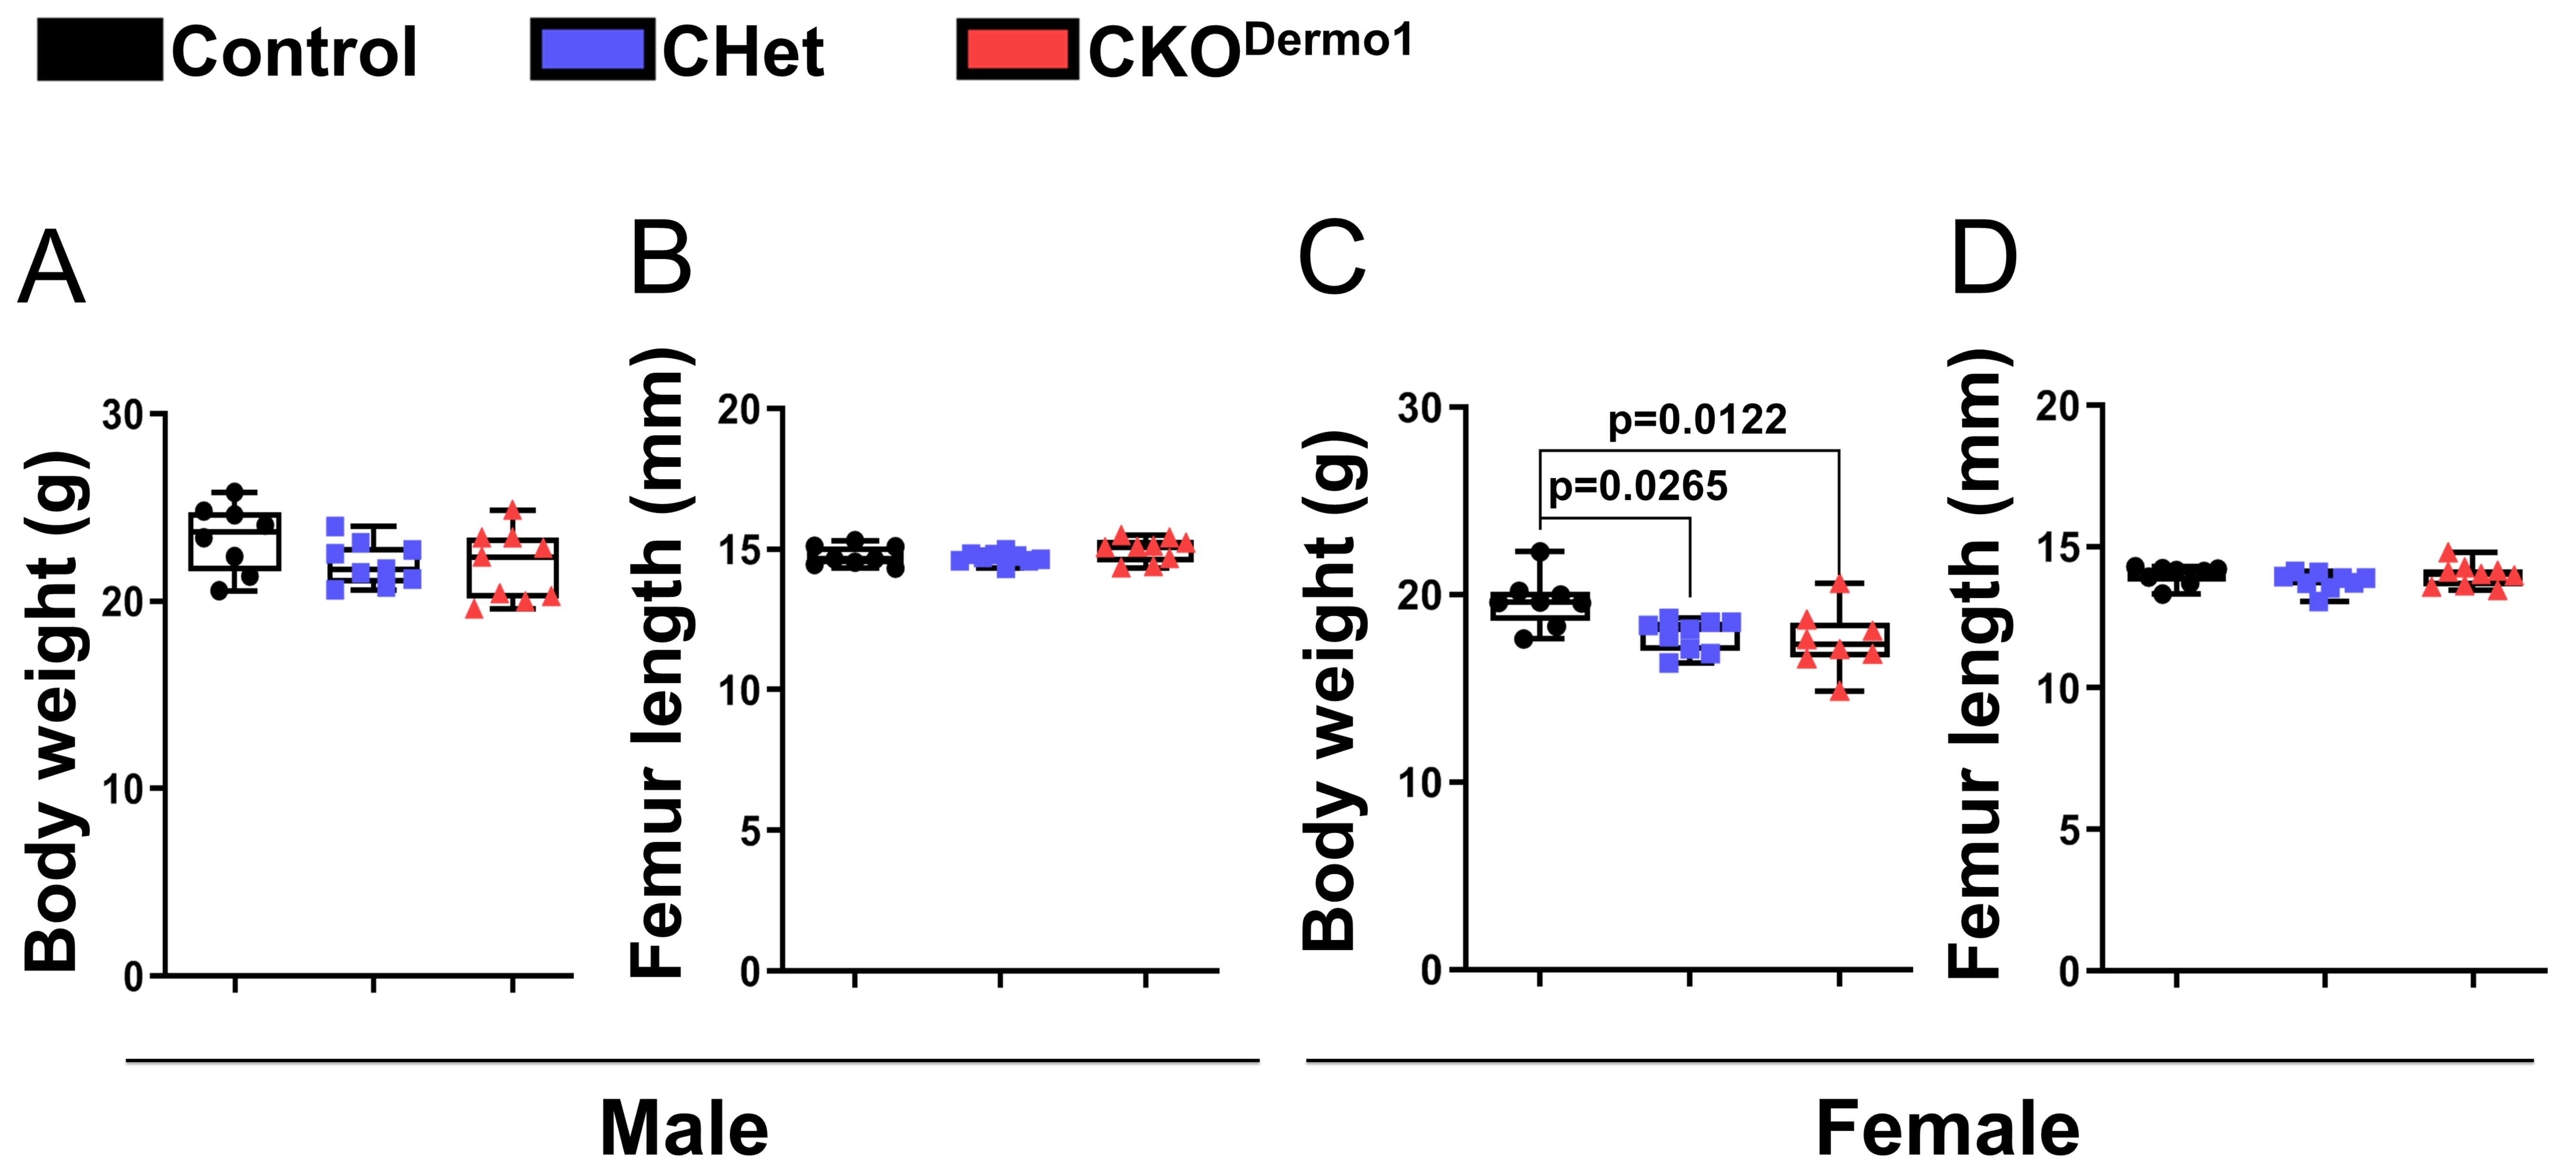 Control CHet CKODermo1
A
Body weight (g)
30
20
10
0
B
Femur length (mm)
20
15
10
5
0
C
Body weight (g)
30
20
10
0
p=0.0122
p=0.0265
D
Femur length (mm)
20
15
10
5
0
Male
Female